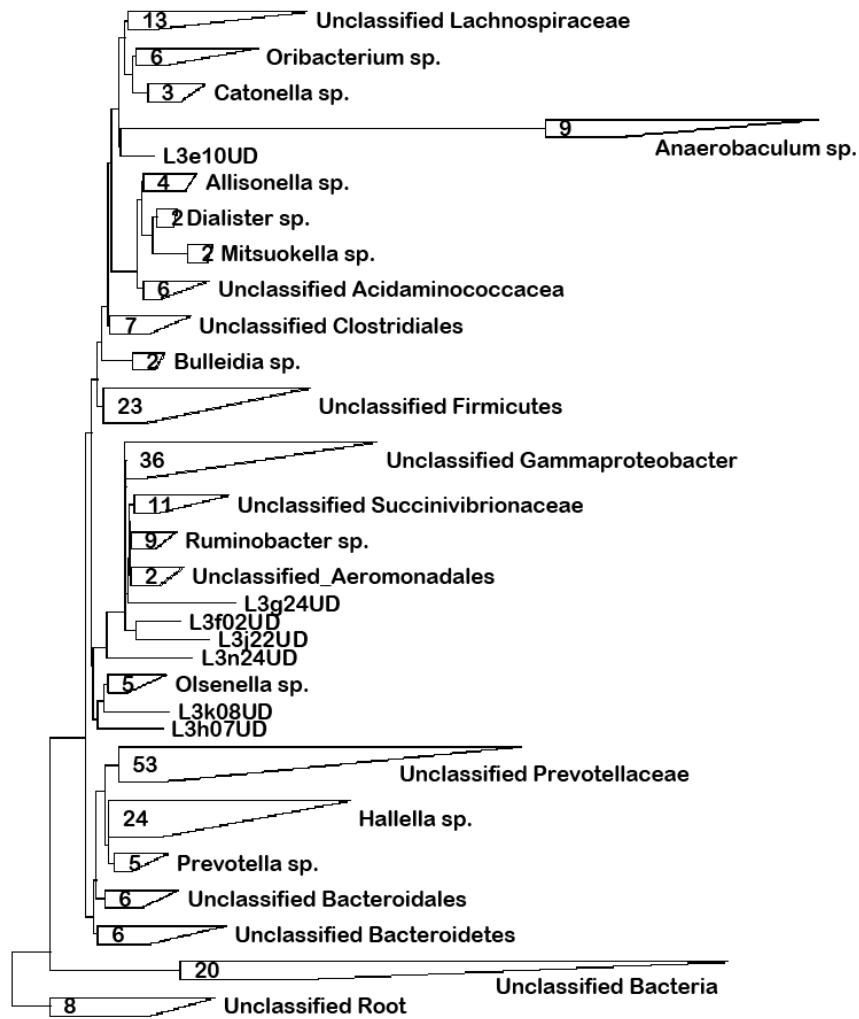 13 Unclassified Lachnospiraceae
6 Oribacterium sp.
3 Catonella sp.
9 Anaerobaculum sp.
L3e10UD
4 Allisonella sp.
2 Dialister sp.
2 Mitsuokella sp.
6 Unclassified Acidaminococcacea
7 Unclassified Clostridiales
2 Bulleidia sp.
23 Unclassified Firmicutes
36 Unclassified Gammaproteobacter
11 Unclassified Succinivibrionaceae
9 Ruminobacter sp.
2 Unclassified_Aeromonadales
L3g24UD
L3f02UD
L3j22UD
L3n24UD
5 Olsenella sp.
L3k08UD
L3h07UD
53 Unclassified Prevotellaceae
24 Hallella sp.
5 Prevotella sp.
6 Unclassified Bacteroidales
6 Unclassified Bacteroidetes
20 Unclassified Bacteria
8 Unclassified Root